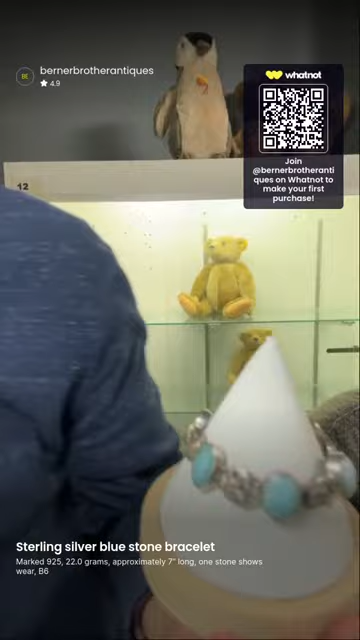 bernerbrotherantiques
4.9
whatnot
Join
@bernerbrotheranti
ques on Whatnot to
make your first
purchase!
12
Sterling silver blue stone bracelet
Marked 925, 22.0 grams, approximately 7" long, one stone shows
wear, B6